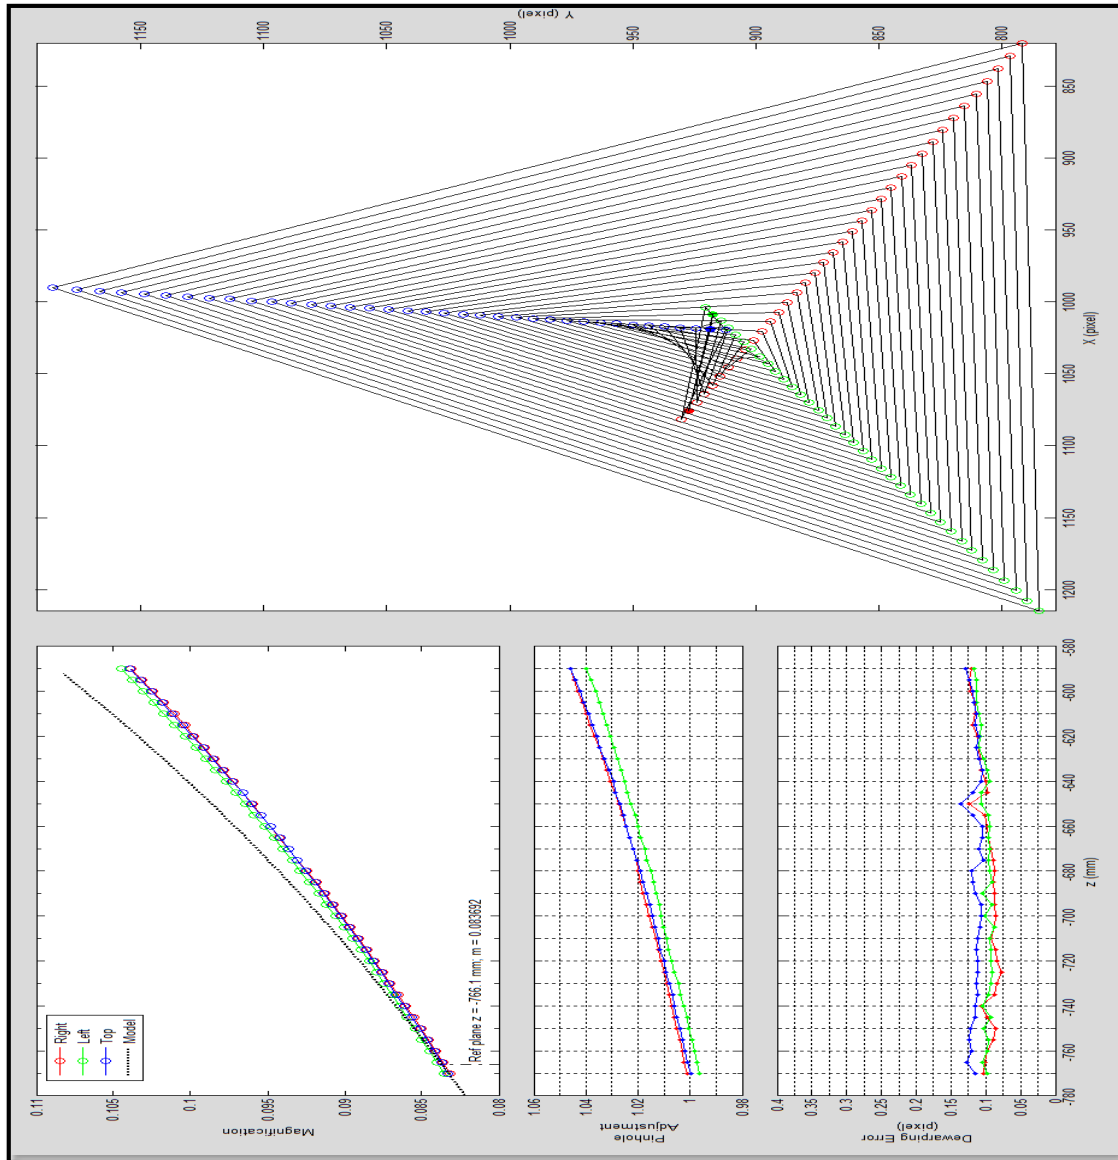 Magnification
0.11
0.105
0.1
0.095
0.09
0.085
0.08
Right
Left
Top
Model
Ref plane z = -766.1 mm; m = 0.083692
Pinhole
Adjustment
1.06
1.04
1.02
1
0.98
Dewarping Error
(pixel)
0.4
0.35
0.3
0.25
0.2
0.15
0.1
0.05
0
-780 -760 -740 -720 -700 -680 -660 -640 -620 -600 -580
z (mm)
Y (pixel)
1150
1100
1050
1000
950
900
850
800
1200 1150 1100 1050 1000 950 900 850
X (pixel)